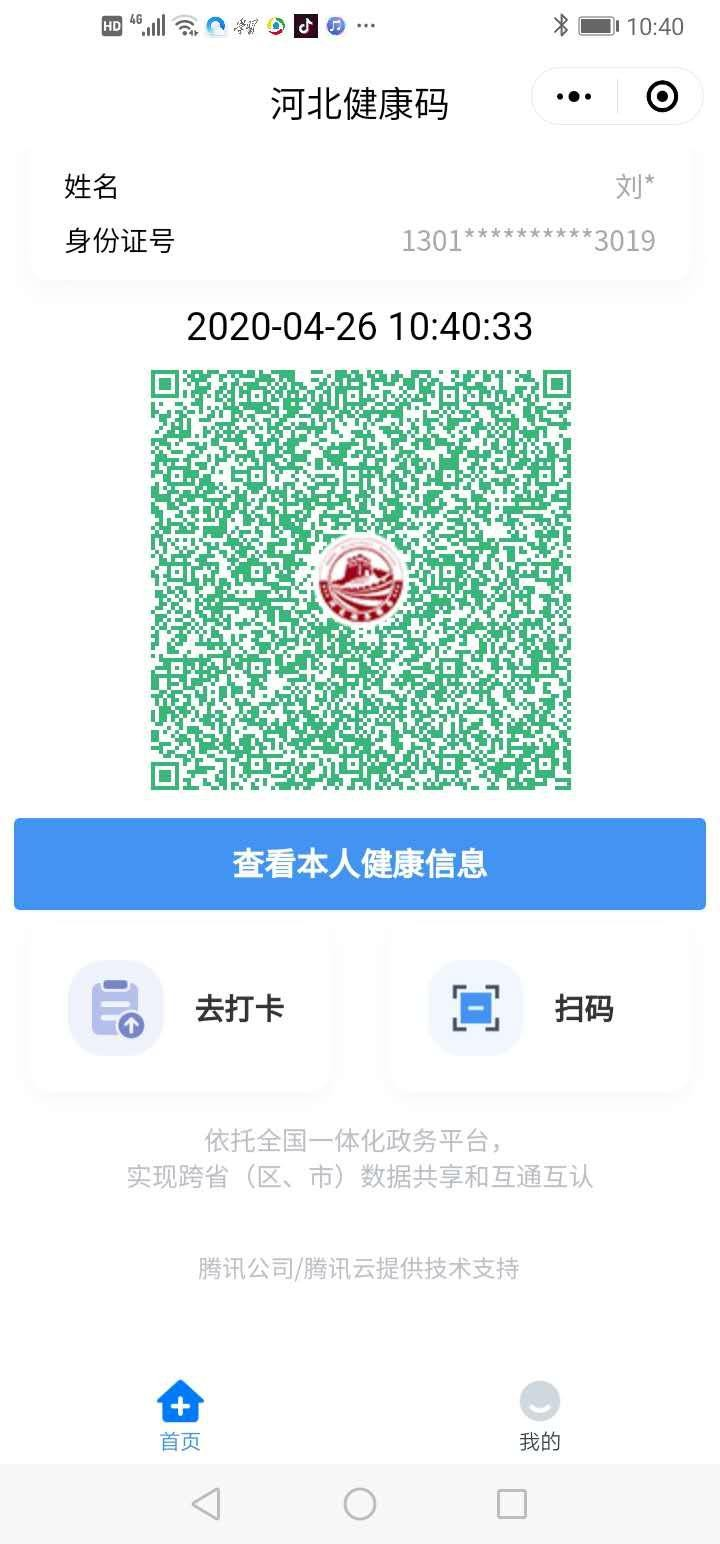 HD 4G 10:40
河北健康码
姓名 刘*
身份证号 1301**********3019
2020-04-26 10:40:33
查看本人健康信息
去打卡 扫码
依托全国一体化政务平台，
实现跨省（区、市）数据共享和互通互认
腾讯公司/腾讯云提供技术支持
首页 我的